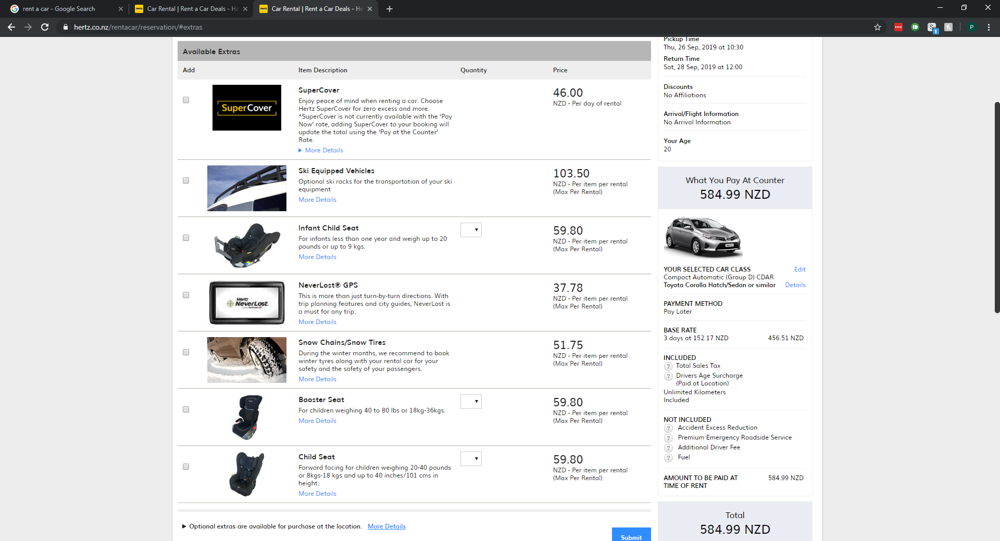 rent a car - Google Search
Car Rental | Rent a Car Deals - He
Car Rental | Rent a Car Deals - He
hertz.co.nz/rentacar/reservation/#extras
P
1
Available Extras
Add Item Description Quantity Price
SuperCover
SuperCover
Enjoy peace of mind when renting a car. Choose
Hertz SuperCover for zero excess and more.
*SuperCover is not currently available with the ‘Pay
Now’ rate, adding SuperCover to your booking will
update the total using the ‘Pay at the Counter’
Rate.
More Details
46.00
NZD - Per day of rental
Ski Equipped Vehicles
Optional ski racks for the transportation of your ski
equipment
More Details
103.50
NZD - Per item per rental
(Max Per Rental)
Infant Child Seat
For infants less than one year and weigh up to 20
pounds or up to 9 kgs.
More Details
59.80
NZD - Per item per rental
(Max Per Rental)
Hertz
NeverLost.
NeverLost® GPS
This is more than just turn-by-turn directions. With
trip planning features and city guides, NeverLost is
a must for any trip.
More Details
37.78
NZD - Per item per rental
(Max Per Rental)
Snow Chains/Snow Tires
During the winter months, we recommend to book
winter tyres along with your rental car for your
safety and the safety of your passengers.
More Details
51.75
NZD - Per item per rental
(Max Per Rental)
Booster Seat
For children weighing 40 to 80 lbs or 18kg-36kgs.
More Details
59.80
NZD - Per item per rental
(Max Per Rental)
Child Seat
Forward facing for children weighing 20-40 pounds
or 8kgs-18 kgs and up to 40 inches/101 cms in
height.
More Details
59.80
NZD - Per item per rental
(Max Per Rental)
Optional extras are available for purchase at the location. More Details
Submit
Pickup Time
Thu, 26 Sep, 2019 at 10:30
Return Time
Sat, 28 Sep, 2019 at 12:00
Discounts
No Affiliations
Arrival/Flight Information
No Arrival Information
Your Age
20
What You Pay At Counter
584.99 NZD
Hertz
YOUR SELECTED CAR CLASS Edit
Compact Automatic (Group D) CDAR
Toyota Corolla Hatch/Sedan or similar Details
PAYMENT METHOD
Pay Later
BASE RATE
3 days at 152.17 NZD 456.51 NZD
INCLUDED
? Total Sales Tax
? Drivers Age Surcharge
(Paid at Location)
Unlimited Kilometers
Included
NOT INCLUDED
? Accident Excess Reduction
? Premium Emergency Roadside Service
? Additional Driver Fee
? Fuel
AMOUNT TO BE PAID AT 584.99 NZD
TIME OF RENT
Total
584.99 NZD